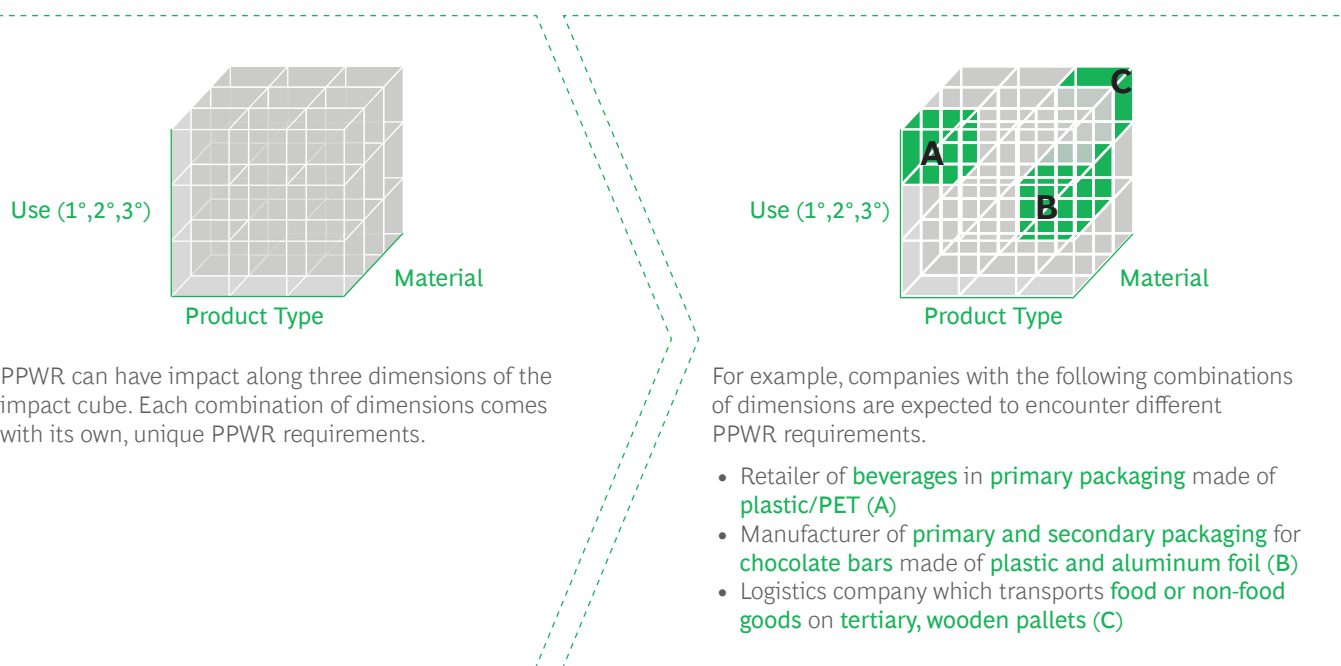 Use (1°,2°,3°)
Material
Product Type
PPWR can have impact along three dimensions of the
impact cube. Each combination of dimensions comes
with its own, unique PPWR requirements.
A
B
C
Use (1°,2°,3°)
Material
Product Type
For example, companies with the following combinations
of dimensions are expected to encounter different
PPWR requirements.
• Retailer of beverages in primary packaging made of
plastic/PET (A)
• Manufacturer of primary and secondary packaging for
chocolate bars made of plastic and aluminum foil (B)
• Logistics company which transports food or non-food
goods on tertiary, wooden pallets (C)